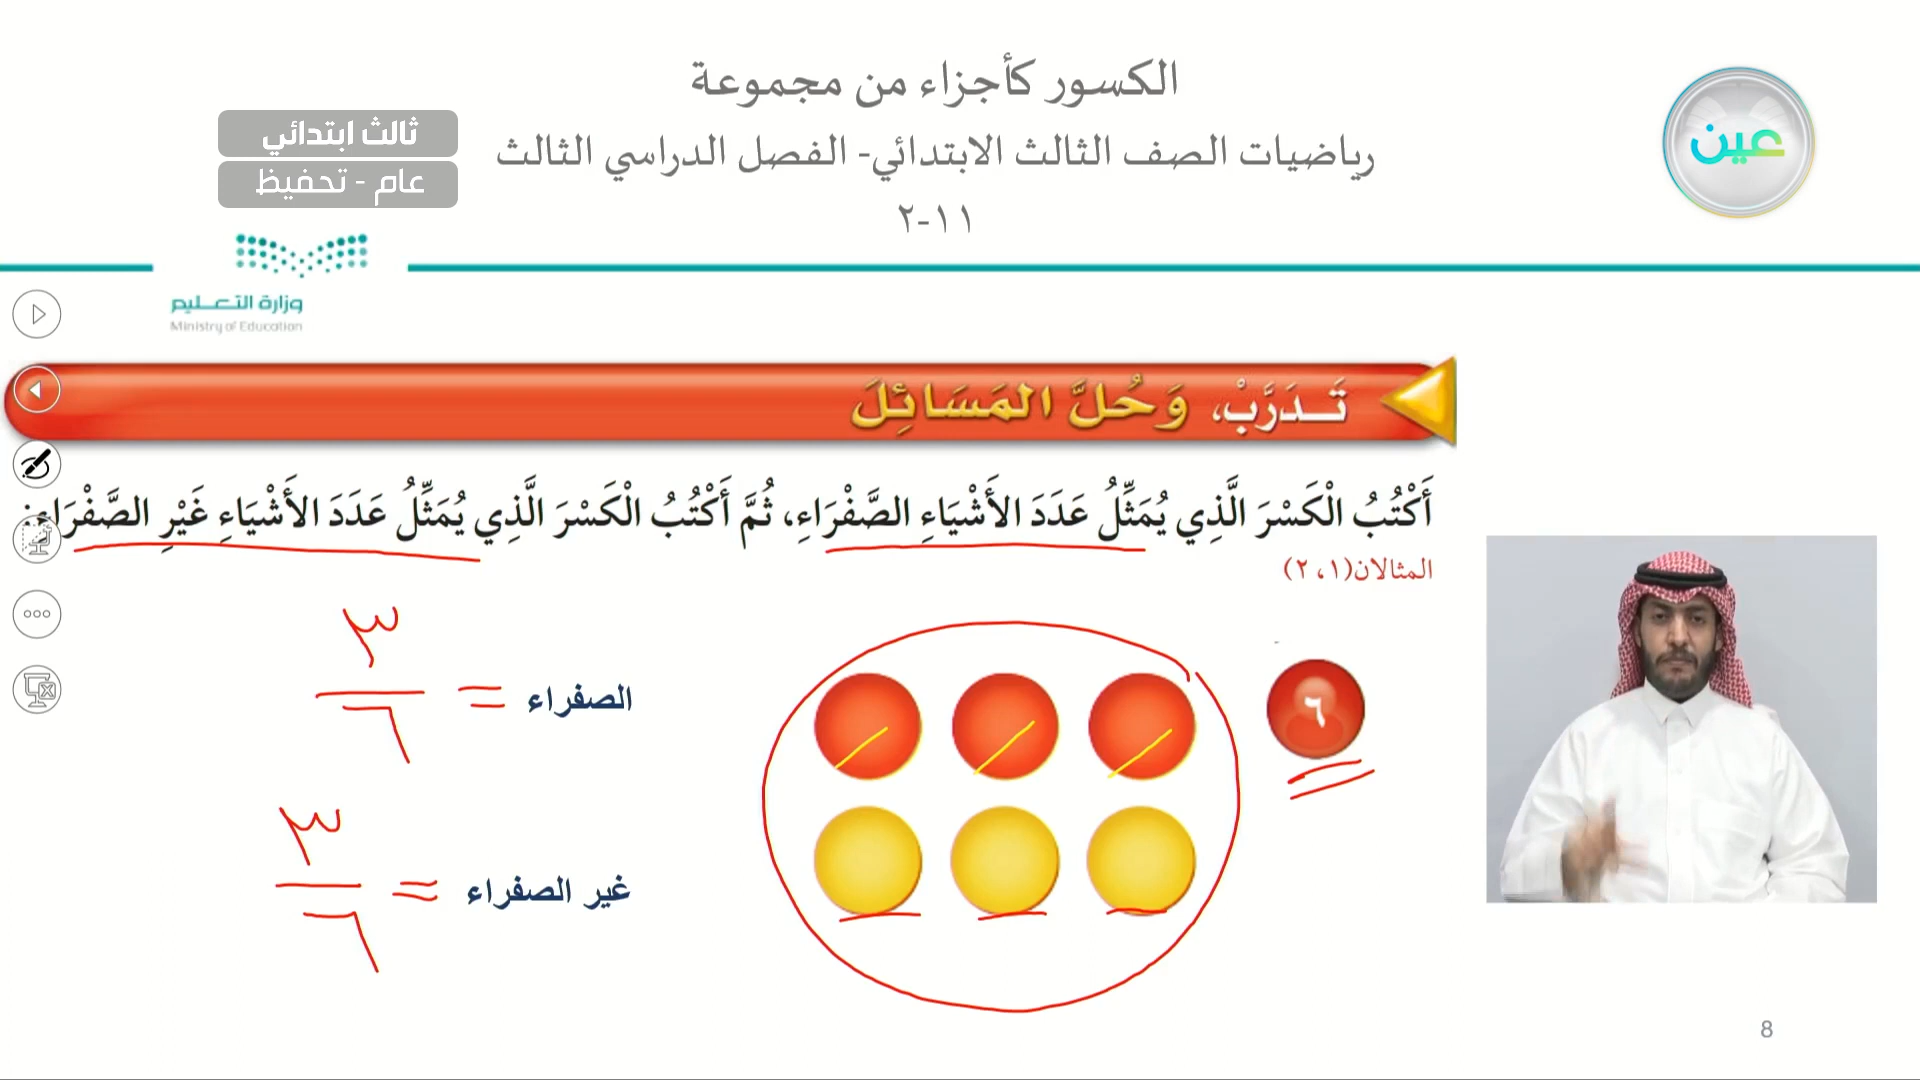 الكسور كأجزاء من مجموعة
رياضيات الصف الثالث الابتدائي- الفصل الدراسي الثالث
١١-٢
ثالث ابتدائي
عام - تحفيظ
عين
وزارة التعليم
Ministry of Education
تَدَرَّبْ، وَحُلَّ المَسَائِلَ
أَكْتُبُ الْكَسْرَ الَّذِي يُمَثِّلُ عَدَدَ الأَشْيَاءِ الصَّفْرَاءِ، ثُمَّ أَكْتُبُ الْكَسْرَ الَّذِي يُمَثِّلُ عَدَدَ الأَشْيَاءِ غَيْرِ الصَّفْرَاءِ:
المثالان(١، ٢)
٦
الصفراء = ٣/٦
غير الصفراء = ٣/٦
8